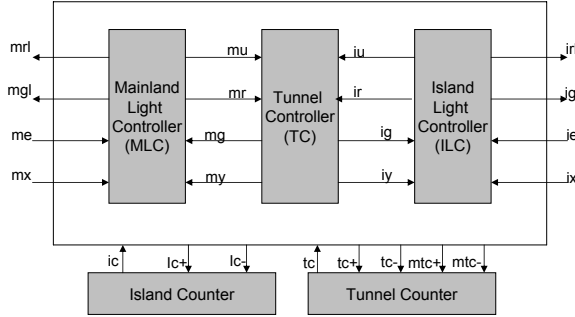 mrl mu iu irl
mgl mr ir igl
me mg ig ie
mx my iy ix
Mainland
Light
Controller
(MLC)
Tunnel
Controller
(TC)
Island
Light
Controller
(ILC)
ic Ic+ Ic- tc tc+ tc- mtc+ mtc-
Island Counter
Tunnel Counter